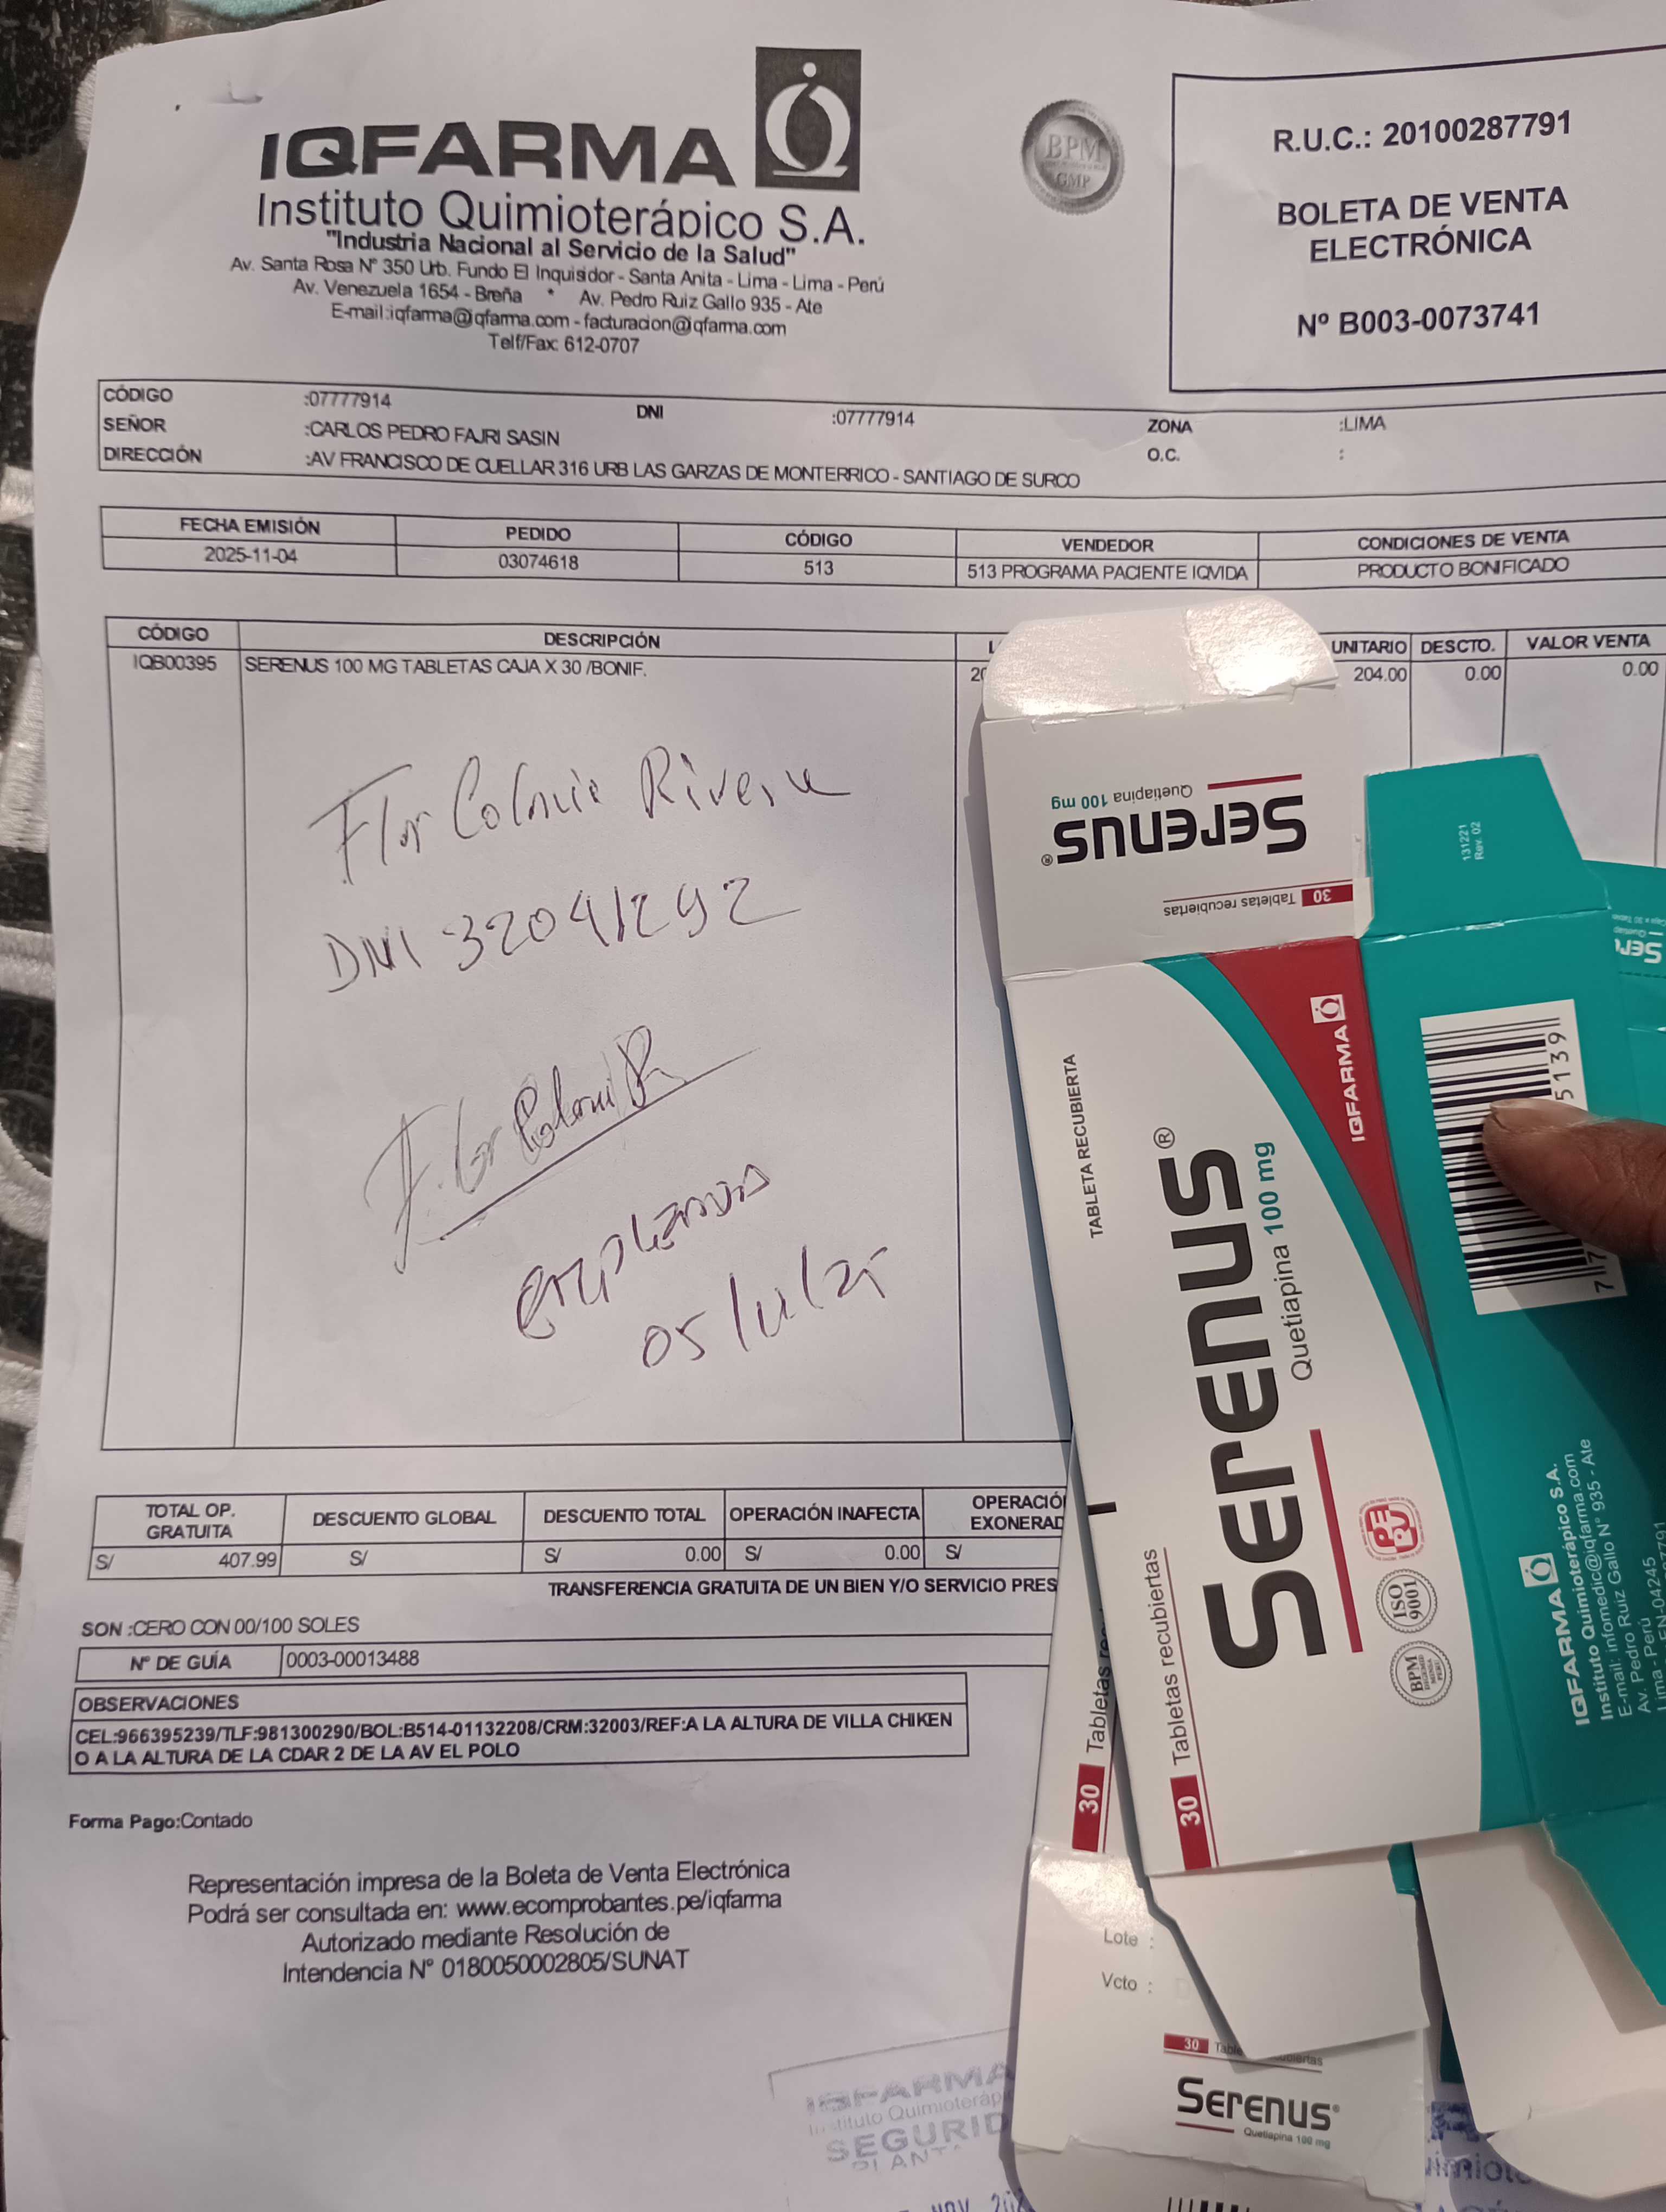 IQFARMA
Instituto Quimioterápico S.A.
"Industria Nacional al Servicio de la Salud"
Av. Santa Rosa N° 350 Urb. Fundo El Inquisidor - Santa Anita - Lima - Lima - Perú
Av. Venezuela 1654 - Breña * Av. Pedro Ruiz Gallo 935 - Ate
E-mail:iqfarma@iqfarma.com - facturacion@iqfarma.com
Telf/Fax: 612-0707
BPM
GMP
R.U.C.: 20100287791
BOLETA DE VENTA
ELECTRÓNICA
Nº B003-0073741
CÓDIGO :07777914 DNI :07777914 ZONA :LIMA
SEÑOR :CARLOS PEDRO FAJRI SASIN O.C. :
DIRECCIÓN :AV FRANCISCO DE CUELLAR 316 URB LAS GARZAS DE MONTERRICO - SANTIAGO DE SURCO
FECHA EMISIÓN PEDIDO CÓDIGO VENDEDOR CONDICIONES DE VENTA
2025-11-04 03074618 513 513 PROGRAMA PACIENTE IQVIDA PRODUCTO BONIFICADO
CÓDIGO DESCRIPCIÓN UNITARIO DESCTO. VALOR VENTA
IQB00395 SERENUS 100 MG TABLETAS CAJA X 30 /BONIF. 204.00 0.00 0.00
Flor Rivera
DNI 32041292
05/11/25
TOTAL OP. GRATUITA DESCUENTO GLOBAL DESCUENTO TOTAL OPERACIÓN INAFECTA
S/ 407.99 S/ S/ 0.00 S/ 0.00 S/
TRANSFERENCIA GRATUITA DE UN BIEN Y/O SERVICIO PRES
SON :CERO CON 00/100 SOLES
Nº DE GUÍA 0003-00013488
OBSERVACIONES
CEL:966395239/TLF:981300290/BOL:B514-01132208/CRM:32003/REF:A LA ALTURA DE VILLA CHIKEN
O A LA ALTURA DE LA CDAR 2 DE LA AV EL POLO
Forma Pago:Contado
Representación impresa de la Boleta de Venta Electrónica
Podrá ser consultada en: www.ecomprobantes.pe/iqfarma
Autorizado mediante Resolución de
Intendencia N° 0180050002805/SUNAT
IQFARMA
Instituto Quimioteráp
SEGURID
Serenus®
Quetiapina 100 mg
30 Tabletas recubiertas
131221
Rev. 02
TABLETA RECUBIERTA
Serenus®
Quetiapina 100 mg
30 Tabletas recubiertas
IQFARMA
PERU
ISO
9001
BPM
5139
IQFARMA
Instituto Quimioterápico S.A.
E-mail: infomedic@iqfarma.com
Av. Pedro Ruiz Gallo N° 935 - Ate
Lima - Perú
30 Tabletas
Lote :
Vcto :
30
Serenus®
Quetiapina 100 mg